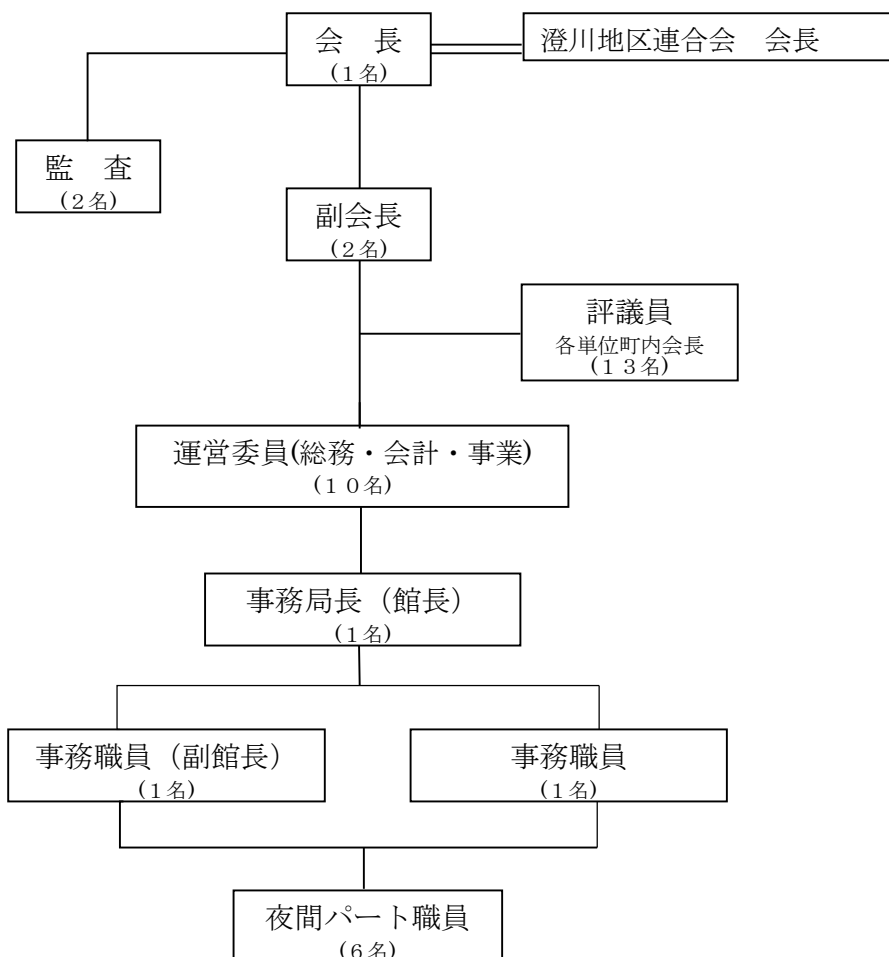 会　長
(１名)
澄川地区連合会　会長
監　査
(２名)
副会長
(２名)
評議員
各単位町内会長
(１３名)
運営委員(総務・会計・事業)
(１０名)
事務局長（館長）
(１名)
事務職員（副館長）
(１名)
事務職員
(１名)
夜間パート職員
(６名)